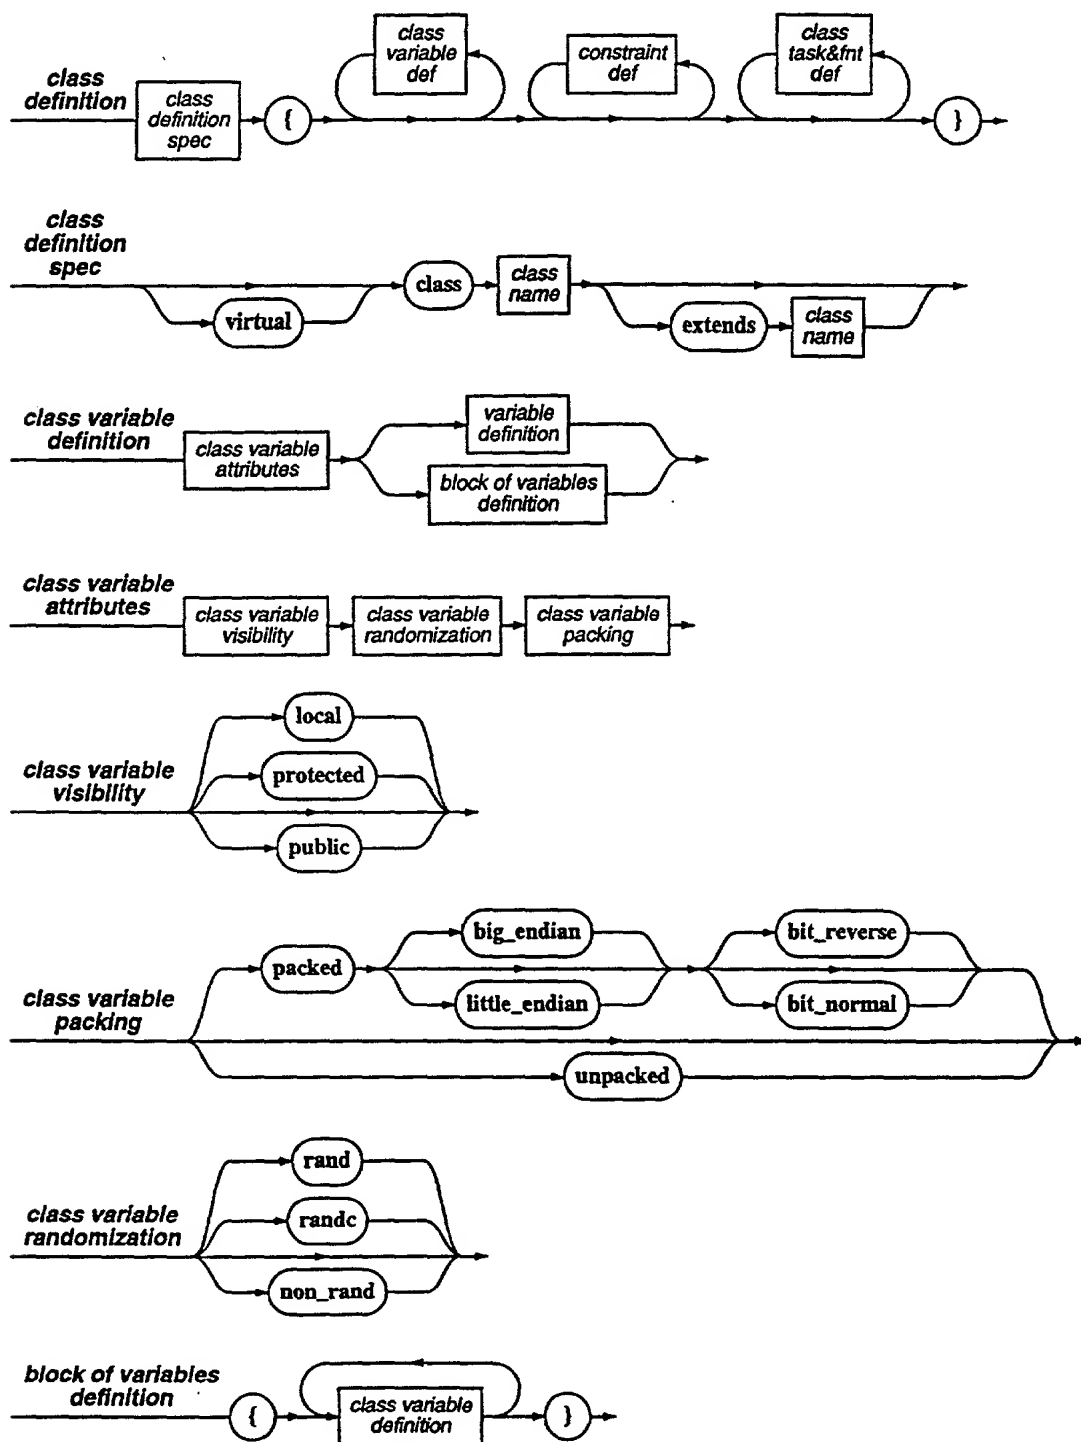 class
definition
class
definition
spec
{
class
variable
def
constraint
def
class
task&fnt
def
}
class
definition
spec
virtual
class
class
name
extends
class
name
class variable
definition
class variable
attributes
variable
definition
block of variables
definition
class variable
attributes
class variable
visibility
class variable
randomization
class variable
packing
class variable
visibility
local
protected
public
class variable
packing
packed
big_endian
little_endian
bit_reverse
bit_normal
unpacked
class variable
randomization
rand
randc
non_rand
block of variables
definition
{
class variable
definition
}